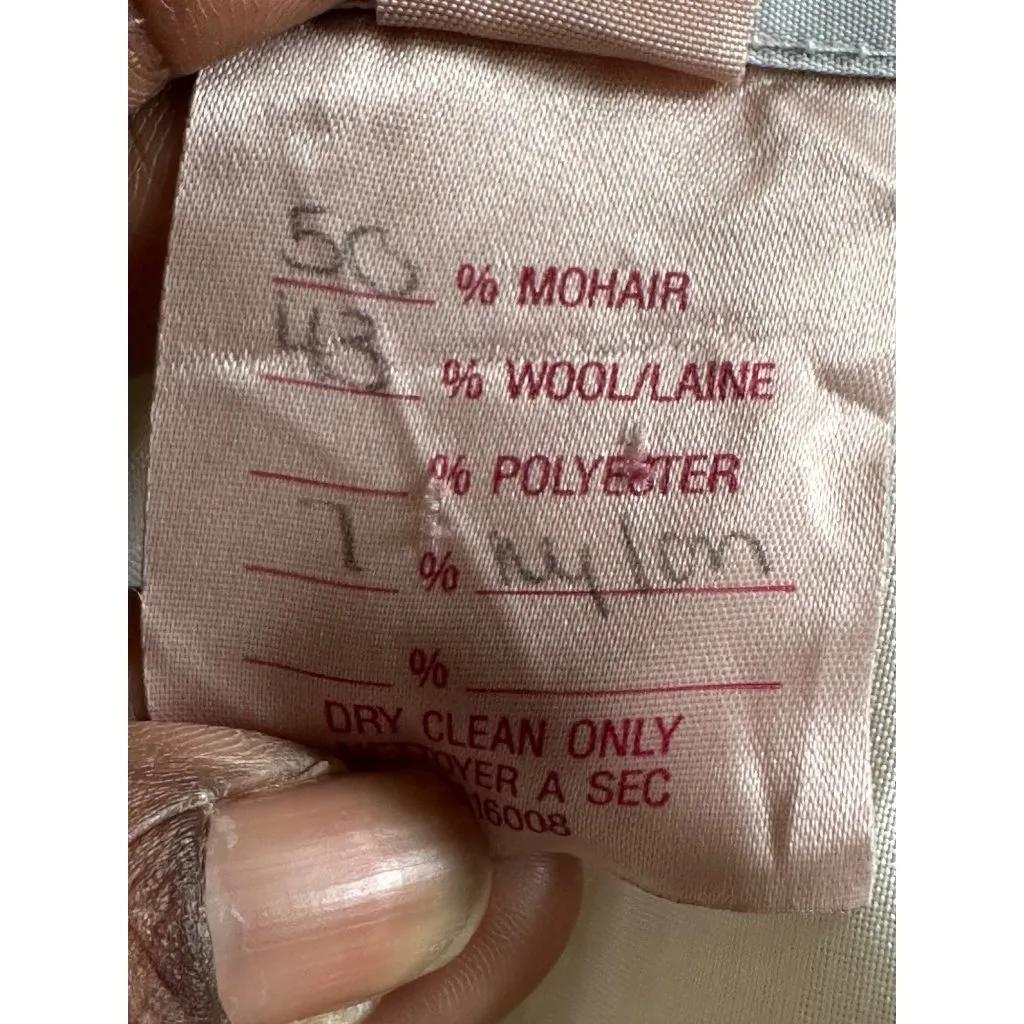 50 % MOHAIR
43 % WOOL/LAINE
% POLYESTER
7 % Nylon
%
DRY CLEAN ONLY
A SEC
16008